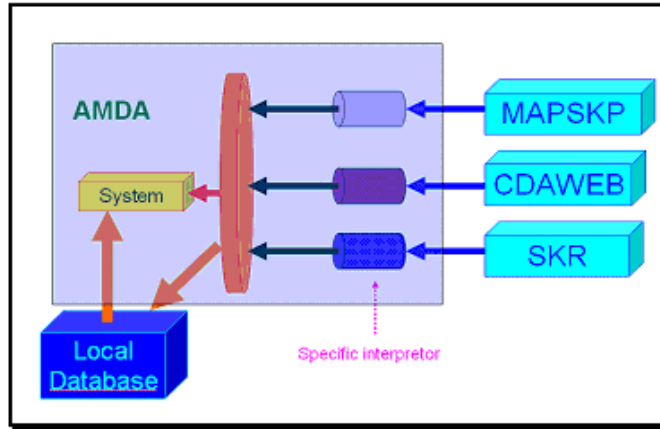 AMDA
MAPSKP
System
CDAWEB
SKR
Local
Database
Specific interpretor